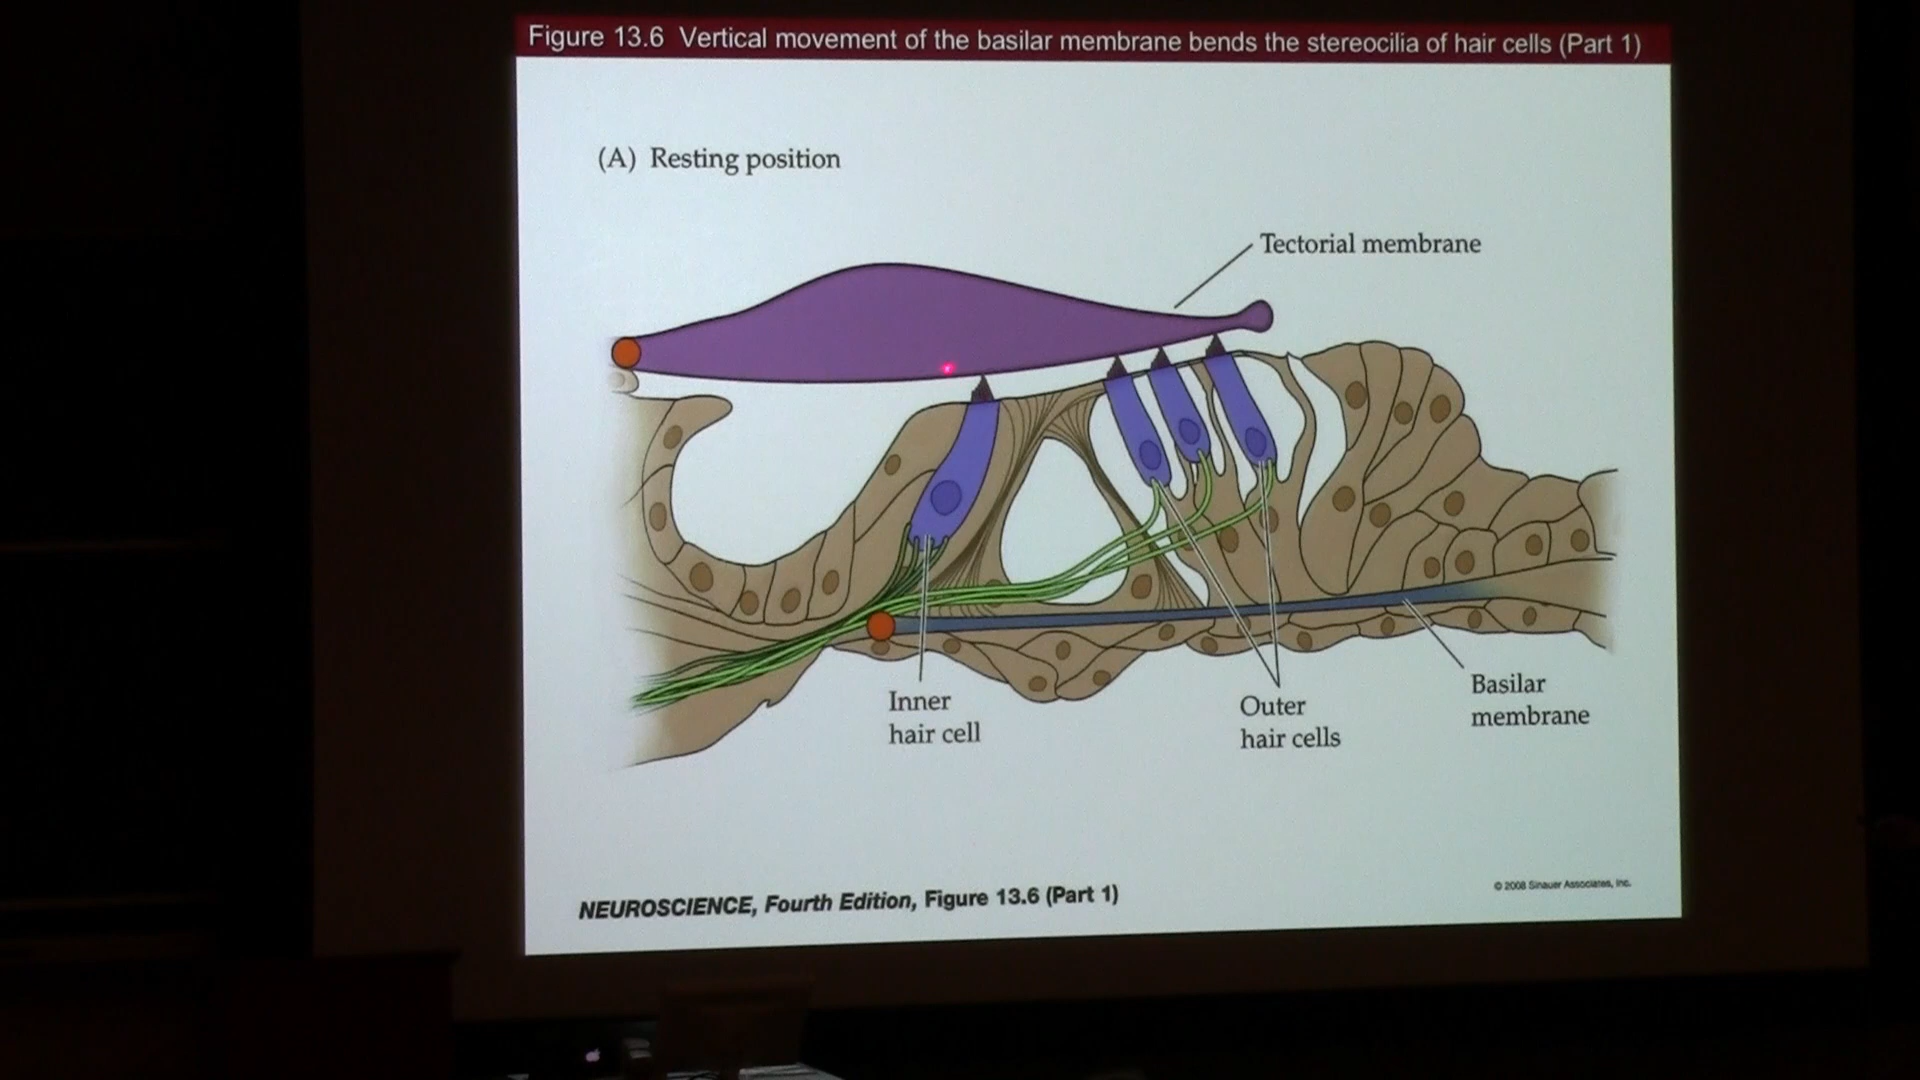 Figure 13.6 Vertical movement of the basilar membrane bends the stereocilia of hair cells (Part 1)
(A) Resting position
Tectorial membrane
Inner
hair cell
Outer
hair cells
Basilar
membrane
NEUROSCIENCE, Fourth Edition, Figure 13.6 (Part 1)
© 2008 Sinauer Associates, Inc.